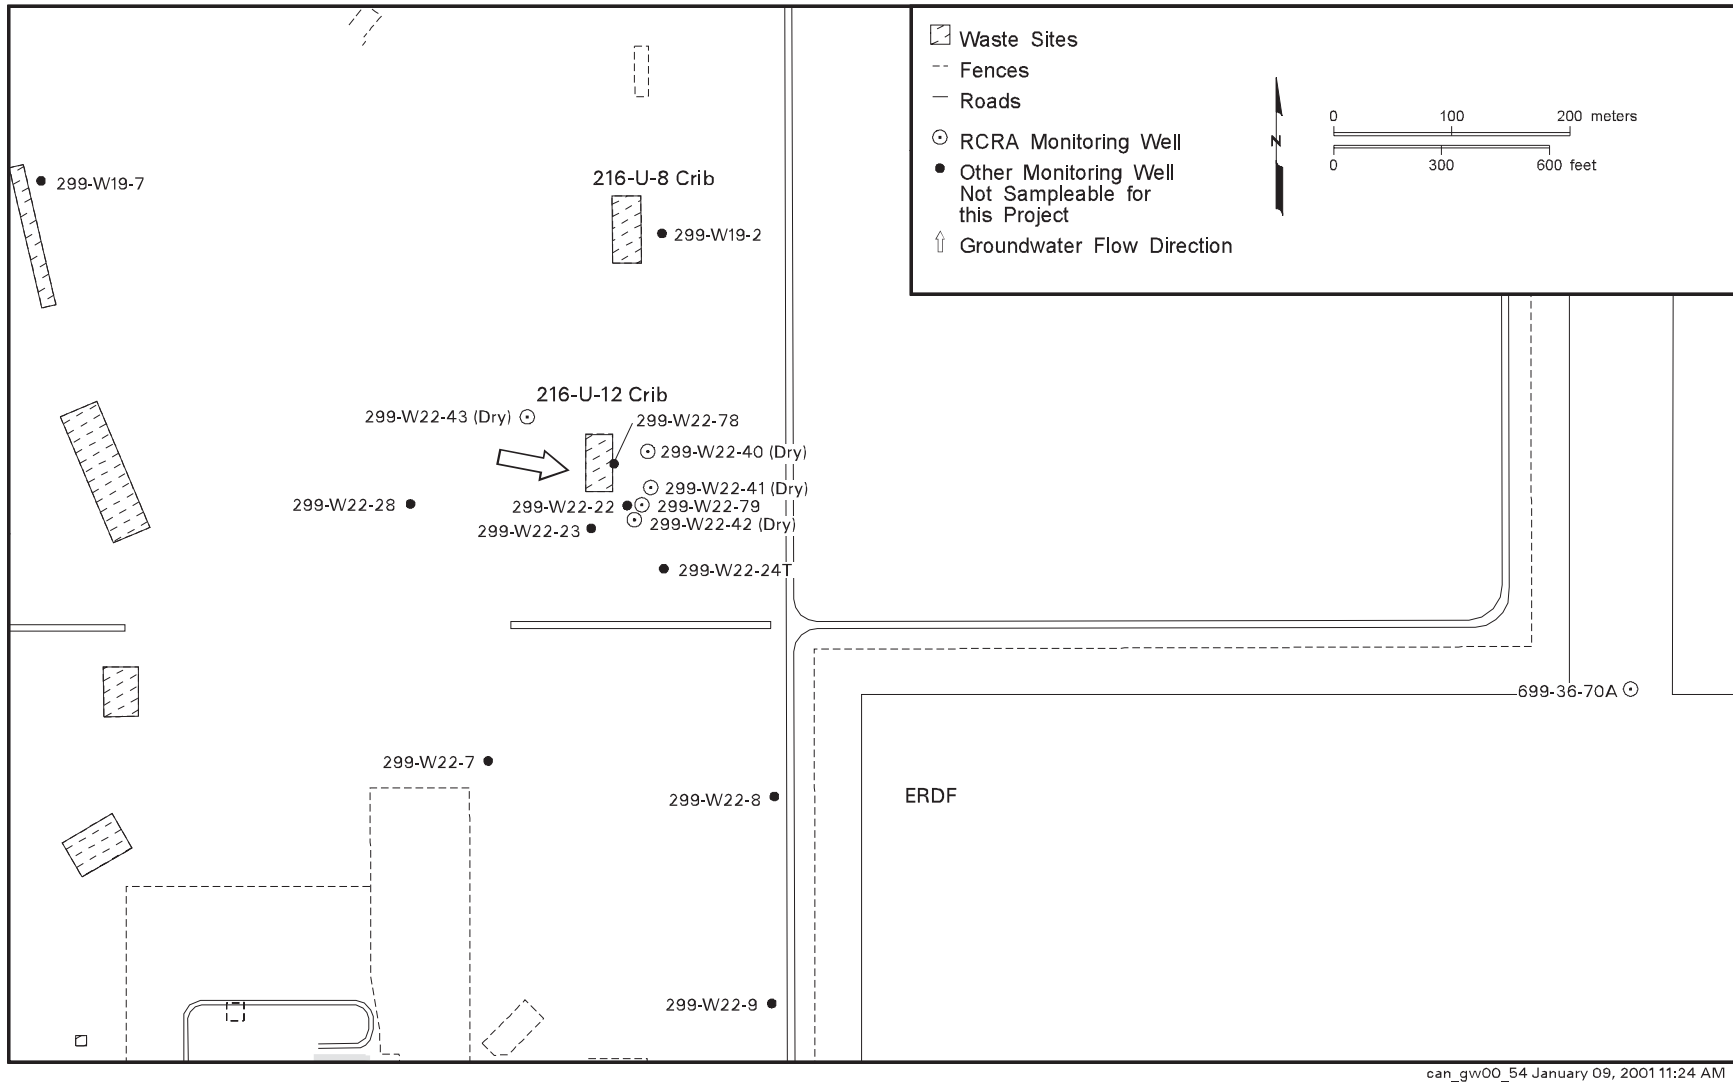 Waste Sites
Fences
Roads
RCRA Monitoring Well
Other Monitoring Well
Not Sampleable for
this Project
Groundwater Flow Direction
N
0 100 200 meters
0 300 600 feet
299-W19-7
216-U-8 Crib
299-W19-2
216-U-12 Crib
299-W22-43 (Dry)
299-W22-78
299-W22-40 (Dry)
299-W22-41 (Dry)
299-W22-28
299-W22-22
299-W22-79
299-W22-42 (Dry)
299-W22-23
299-W22-24T
699-36-70A
299-W22-7
299-W22-8
ERDF
299-W22-9
can_gw00_54 January 09, 2001 11:24 AM